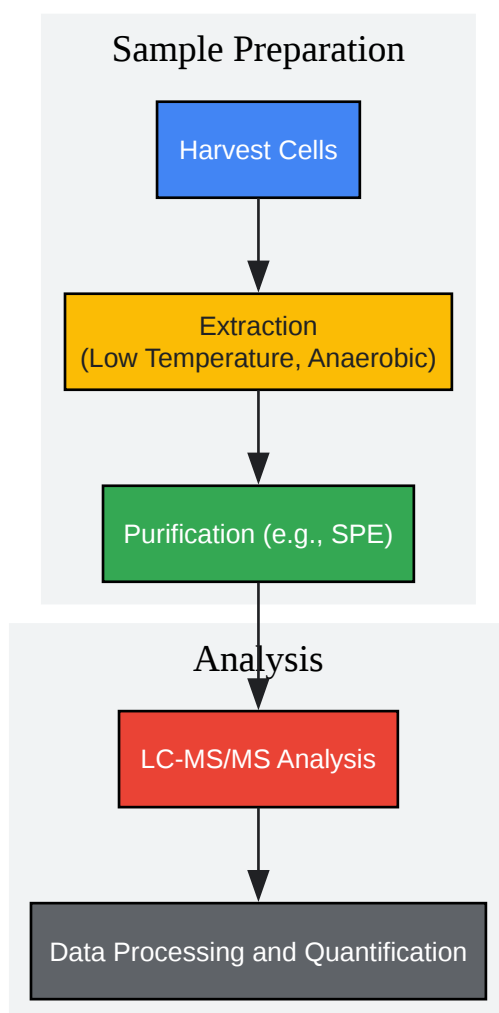 Sample Preparation
Harvest Cells
Extraction
(Low Temperature, Anaerobic)
Purification (e.g., SPE)
Analysis
LC-MS/MS Analysis
Data Processing and Quantification